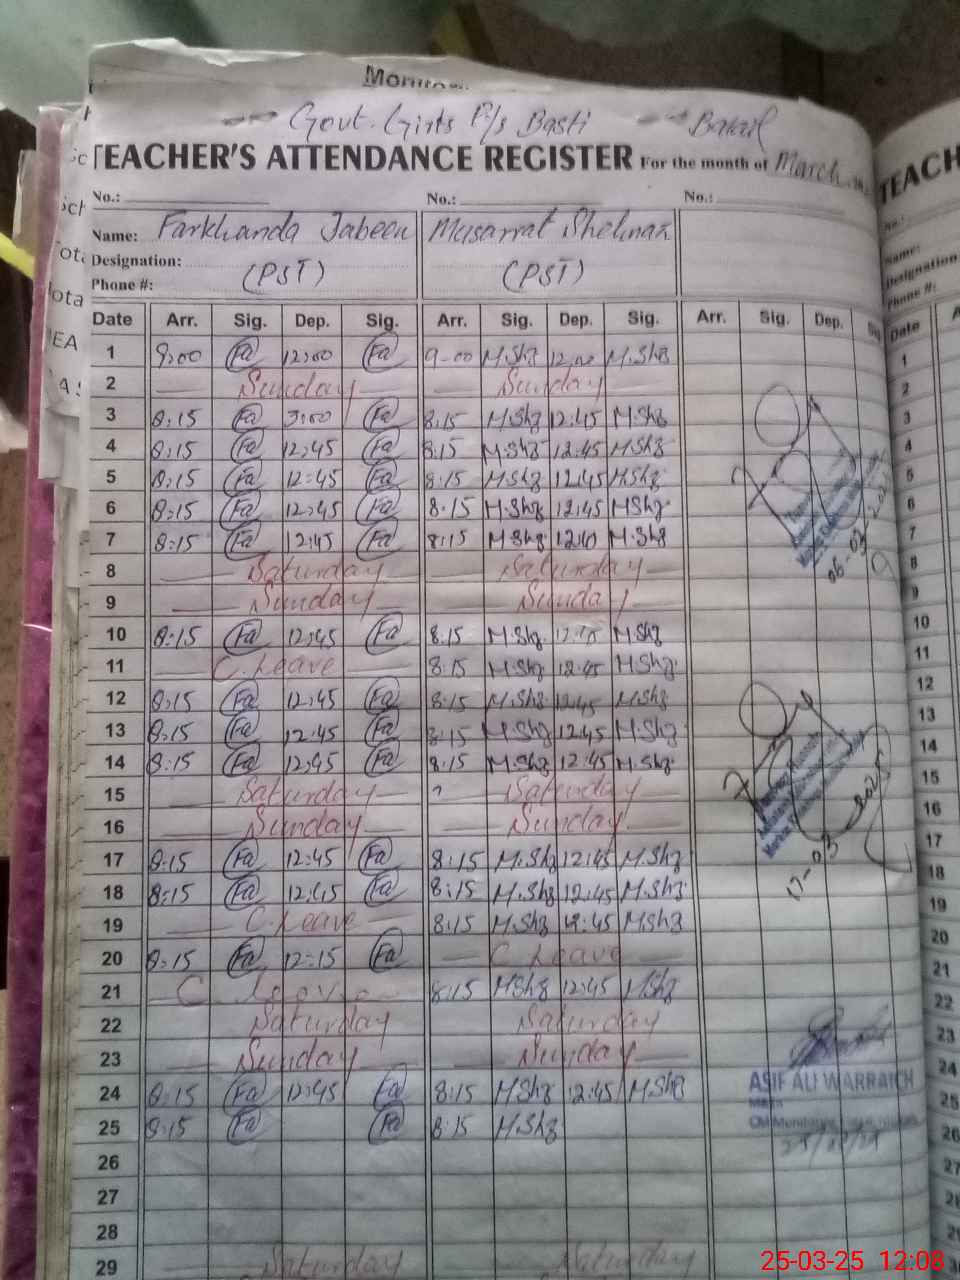 Govt. Girls P/s Basti
TEACHER'S ATTENDANCE REGISTER For the month of March
No.: No.: No.:
Name: Farkhanda Jabeen Masarrat Shehnaz
Designation: (PST) (PST)
Phone #:
Date Arr. Sig. Dep. Sig. Arr. Sig. Dep. Sig. Arr. Sig. Dep.
1 9:00 Fa 12:00 Fa 9-00 M.Shz 12:00 M.Shz
2 Sunday Sunday
3 8:15 Fa 3:00 Fa 8:15 M.Shz 12:45 M.Shz
4 8:15 Fa 12:45 Fa 8:15 M.Shz 12:45 M.Shz
5 8:15 Fa 12:45 Fa 8:15 M.Shz 12:45 M.Shz
6 8:15 Fa 12:45 Fa 8.15 M.Shz 12:45 M.Shz
7 8:15 Fa 12:45 Fa 8:15 M.Shz M.Shz
8 Saturday Saturday
9 Sunday Sunday
10 8:15 Fa 12:45 Fa 8.15 M.Shz M.Shz
11 C.Leave 8.15 M.Shz 12:45 M.Shz
12 8:15 Fa 12:45 Fa 8:15 M.Shz 12:45 M.Shz
13 8:15 Fa 12:45 Fa 8:15 M.Shz 12:45 M.Shz
14 8:15 Fa 12:45 Fa 8:15 M.Shz 12:45 M.Shz
15 Saturday Saturday
16 Sunday Sunday
17 8:15 Fa 12:45 Fa 8:15 M.Shz 12:45 M.Shz
18 8:15 Fa 12:45 Fa 8:15 M.Shz 12:45 M.Shz
19 C.Leave 8:15 M.Shz 12:45 M.Shz
20 8:15 Fa 12:15 Fa C Leave
21 C Leave 8:15 M.Shz 12:45 M.Shz
22 Saturday Saturday
23 Sunday Sunday
24 8:15 Fa 12:45 Fa 8:15 M.Shz 12:45 M.Shz
25 8:15 Fa Fa 8:15 M.Shz
26
27
28
29 Saturday Saturday
06-03-2025
17-03-2025
ASIF ALI WARRAICH
MEA
25-03-25 12:08